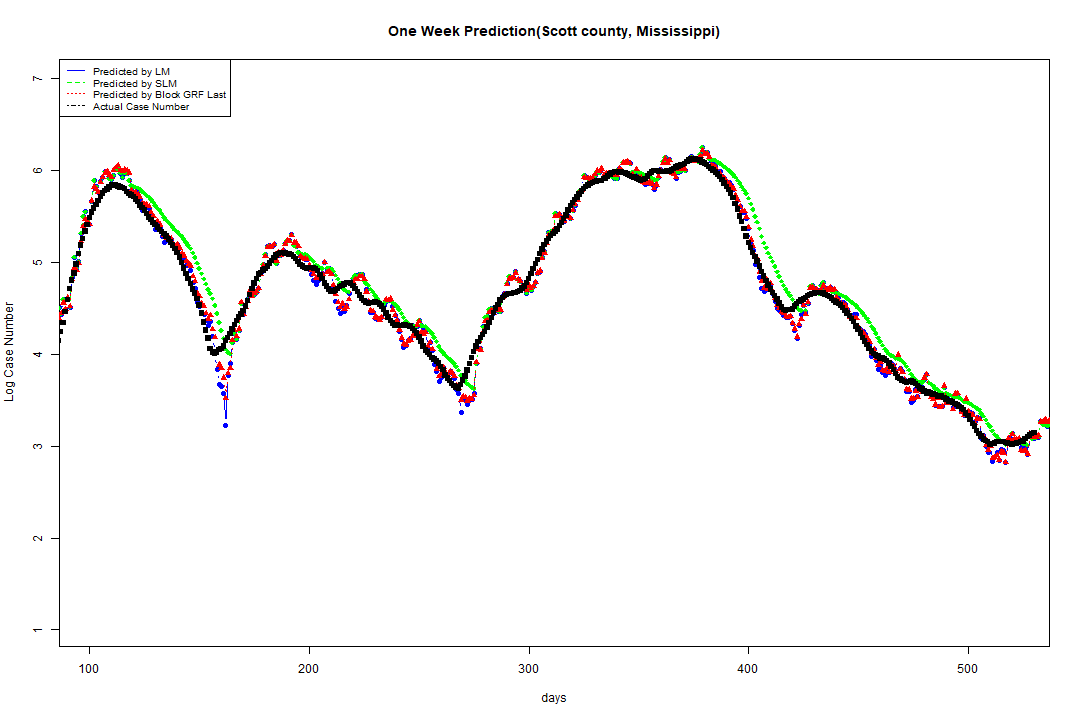 One Week Prediction(Scott county, Mississippi)
Predicted by LM
Predicted by SLM
Predicted by Block GRF Last
Actual Case Number
Log Case Number
7
6
5
4
3
2
1
100 200 300 400 500
days